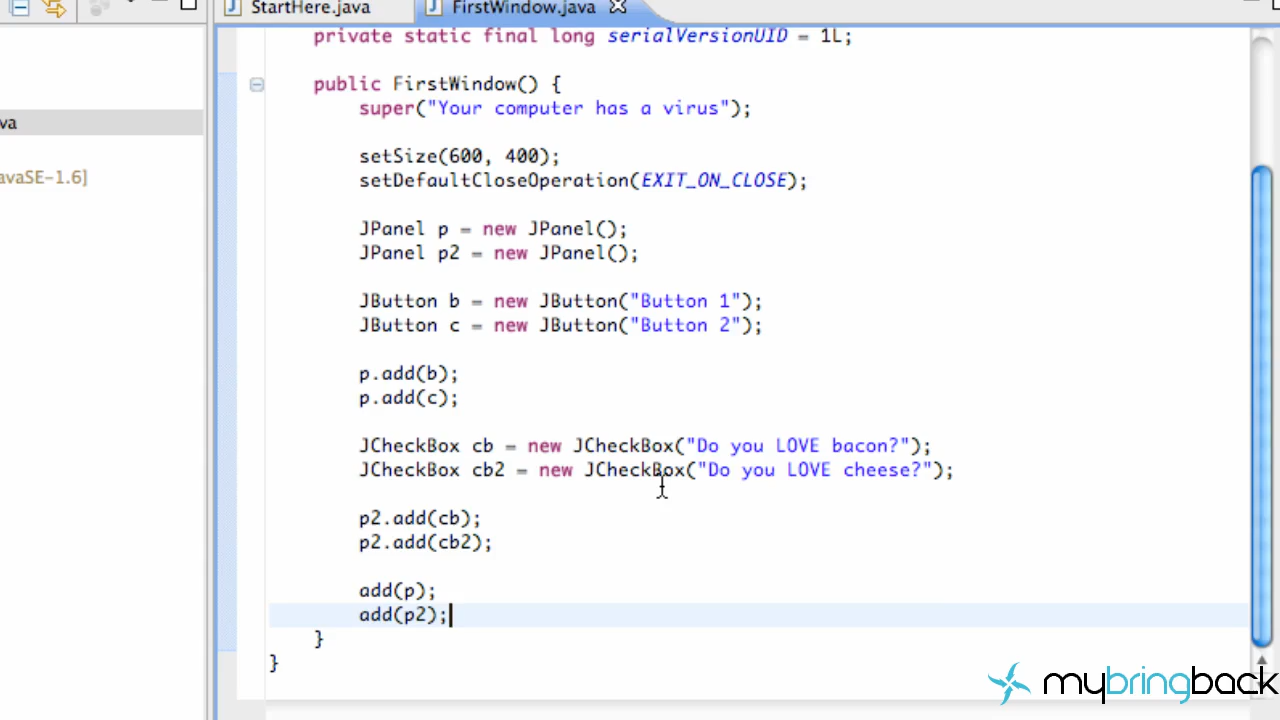 StartHere.java
FirstWindow.java
private static final long serialVersionUID = 1L;
public FirstWindow() {
super("Your computer has a virus");
va
setSize(600, 400);
avaSE-1.6]
setDefaultCloseOperation(EXIT_ON_CLOSE);
JPanel p = new JPanel();
JPanel p2 = new JPanel();
JButton b = new JButton("Button 1");
JButton c = new JButton("Button 2");
p.add(b);
p.add(c);
JCheckBox cb = new JCheckBox("Do you LOVE bacon?");
JCheckBox cb2 = new JCheckBox("Do you LOVE cheese?");
p2.add(cb);
p2.add(cb2);
add(p);
add(p2);
}
}
mybringback